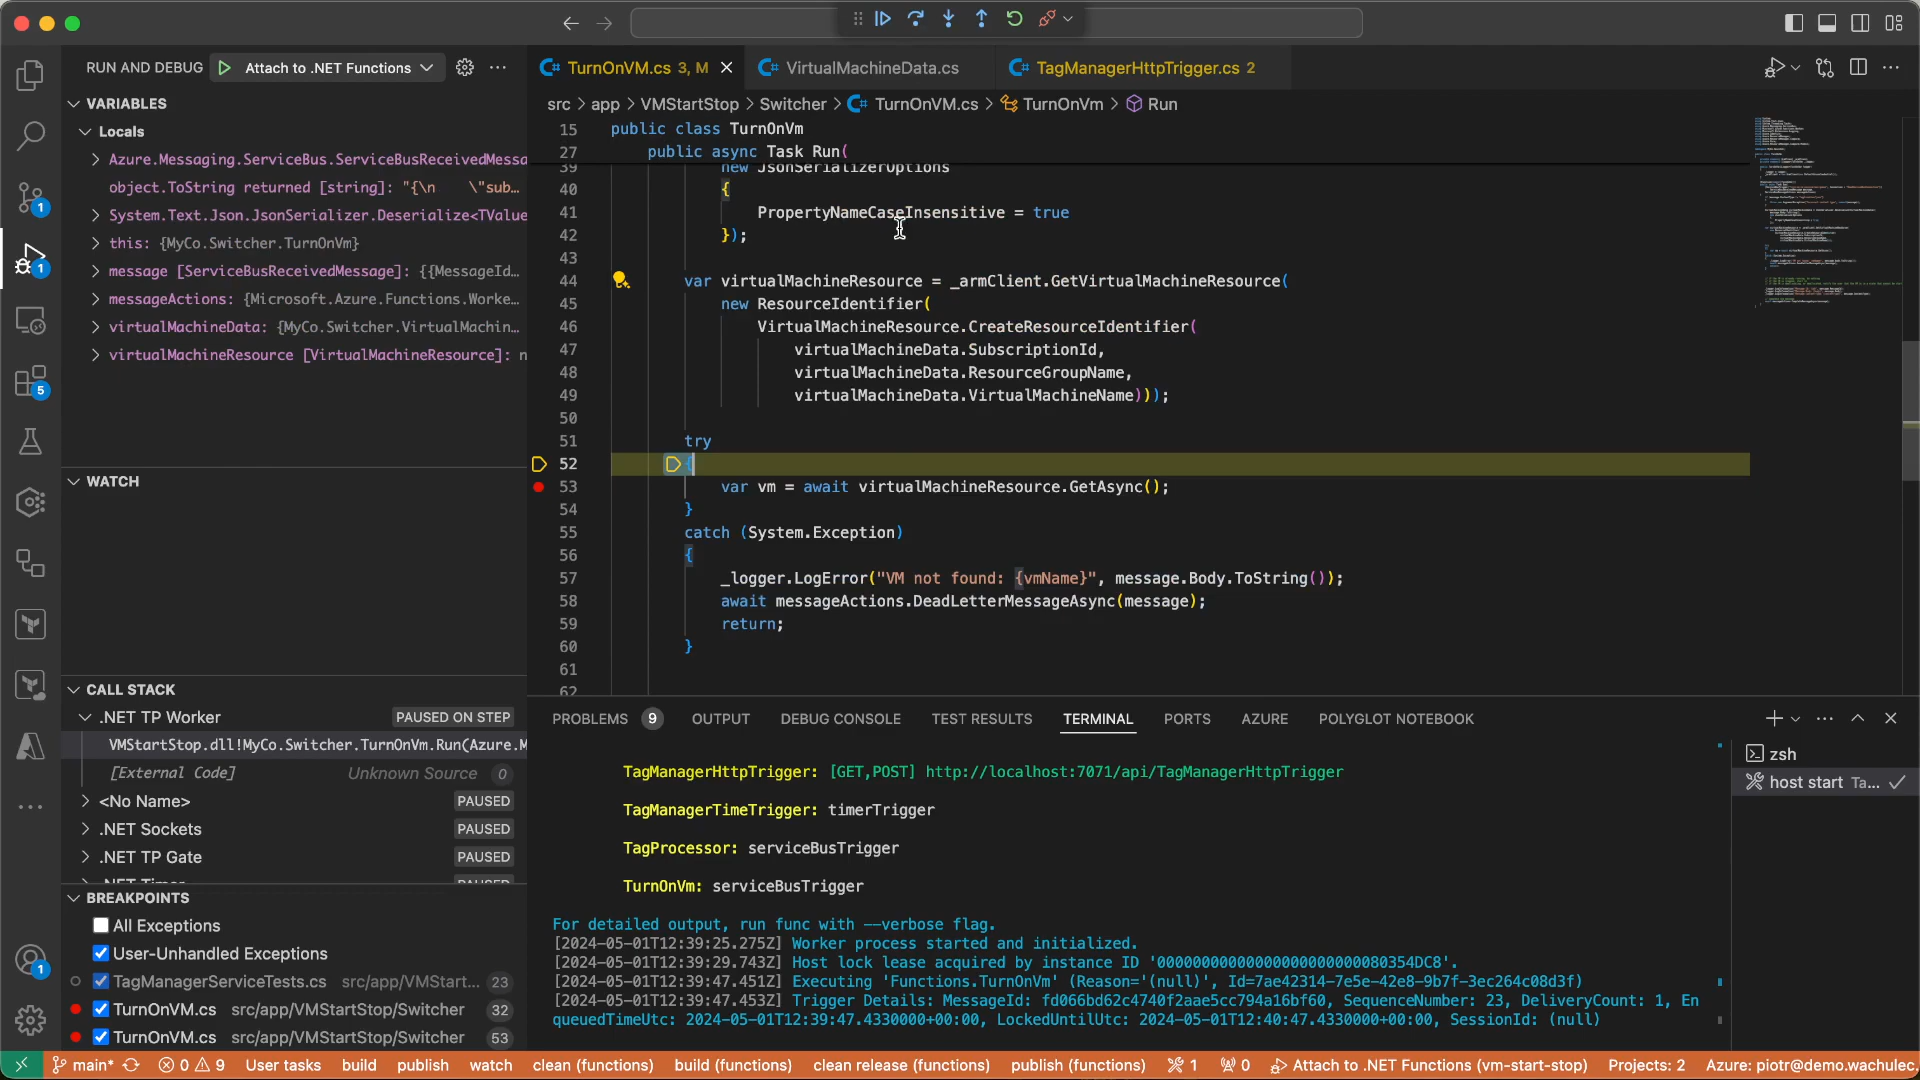 RUN AND DEBUG
Attach to .NET Functions
TurnOnVM.cs 3, M
VirtualMachineData.cs
TagManagerHttpTrigger.cs 2
src > app > VMStartStop > Switcher > TurnOnVM.cs > TurnOnVm > Run
VARIABLES
Locals
Azure.Messaging.ServiceBus.ServiceBusReceivedMessa
object.ToString returned [string]: "{\n    \"sub...
System.Text.Json.JsonSerializer.Deserialize<TValue
this: {MyCo.Switcher.TurnOnVm}
message [ServiceBusReceivedMessage]: {{MessageId...
messageActions: {Microsoft.Azure.Functions.Worke...
virtualMachineData: {MyCo.Switcher.VirtualMachin...
virtualMachineResource [VirtualMachineResource]: n
WATCH
CALL STACK
.NET TP Worker PAUSED ON STEP
VMStartStop.dll!MyCo.Switcher.TurnOnVm.Run(Azure.M
[External Code] Unknown Source 0
<No Name> PAUSED
.NET Sockets PAUSED
.NET TP Gate PAUSED
.NET Timer PAUSED
BREAKPOINTS
All Exceptions
User-Unhandled Exceptions
TagManagerServiceTests.cs src/app/VMStart... 23
TurnOnVM.cs src/app/VMStartStop/Switcher 32
TurnOnVM.cs src/app/VMStartStop/Switcher 53
1
1
5
1
15 public class TurnOnVm
27 public async Task Run(
39 new JsonSerializerOptions
40 {
41 PropertyNameCaseInsensitive = true
42 });
43
44 var virtualMachineResource = _armClient.GetVirtualMachineResource(
45 new ResourceIdentifier(
46 VirtualMachineResource.CreateResourceIdentifier(
47 virtualMachineData.SubscriptionId,
48 virtualMachineData.ResourceGroupName,
49 virtualMachineData.VirtualMachineName)));
50
51 try
52 {
53 var vm = await virtualMachineResource.GetAsync();
54 }
55 catch (System.Exception)
56 {
57 _logger.LogError("VM not found: {vmName}", message.Body.ToString());
58 await messageActions.DeadLetterMessageAsync(message);
59 return;
60 }
61
62
PROBLEMS 9 OUTPUT DEBUG CONSOLE TEST RESULTS TERMINAL PORTS AZURE POLYGLOT NOTEBOOK
TagManagerHttpTrigger: [GET,POST] http://localhost:7071/api/TagManagerHttpTrigger
TagManagerTimeTrigger: timerTrigger
TagProcessor: serviceBusTrigger
TurnOnVm: serviceBusTrigger
For detailed output, run func with --verbose flag.
[2024-05-01T12:39:25.275Z] Worker process started and initialized.
[2024-05-01T12:39:29.743Z] Host lock lease acquired by instance ID '000000000000000000000000080354DC8'.
[2024-05-01T12:39:47.451Z] Executing 'Functions.TurnOnVm' (Reason='(null)', Id=7ae42314-7e5e-42e8-9b7f-3ec264c08d3f)
[2024-05-01T12:39:47.453Z] Trigger Details: MessageId: fd066bd62c4740f2aae5cc794a16bf60, SequenceNumber: 23, DeliveryCount: 1, En
queuedTimeUtc: 2024-05-01T12:39:47.4330000+00:00, LockedUntilUtc: 2024-05-01T12:40:47.4330000+00:00, SessionId: (null)
zsh
host start Ta...
main* 0 9 User tasks build publish watch clean (functions) build (functions) clean release (functions) publish (functions) 1 0 Attach to .NET Functions (vm-start-stop) Projects: 2 Azure: piotr@demo.wachulec.